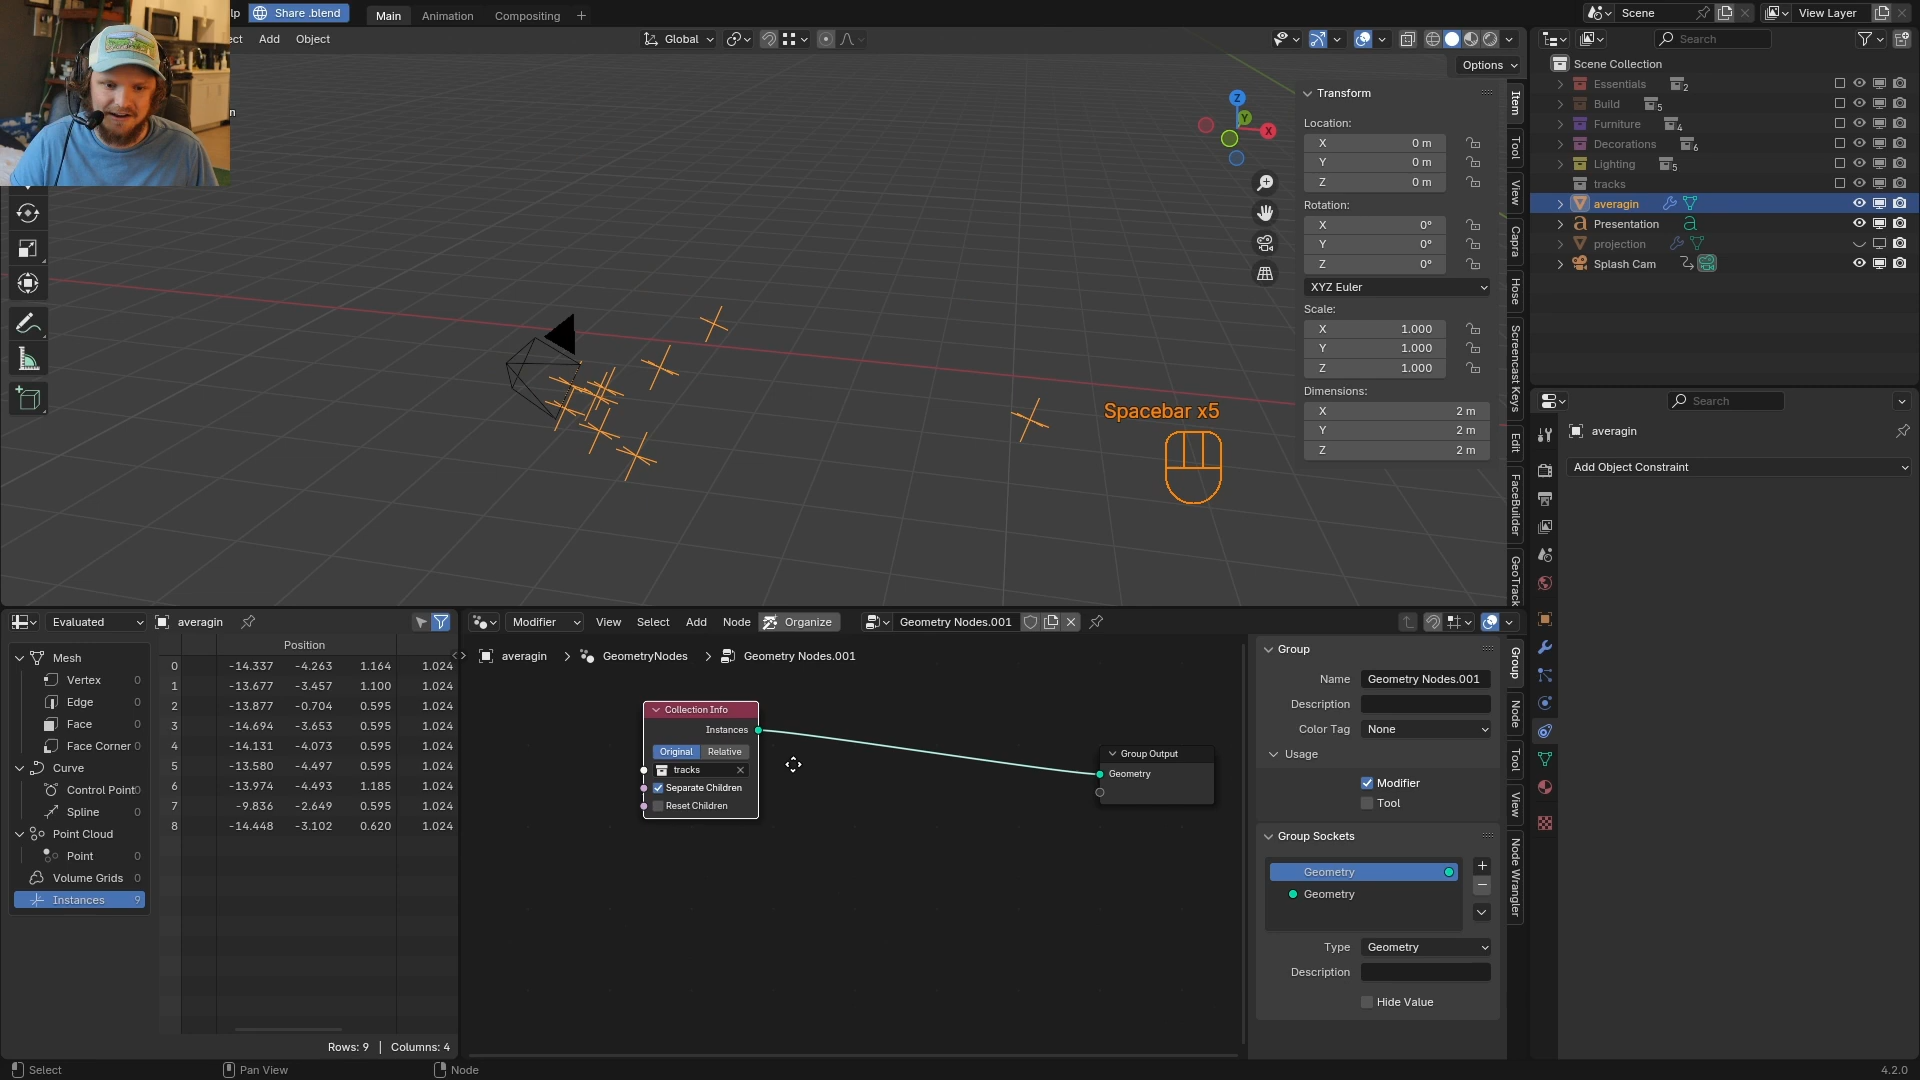 lp
Share .blend
Main
Animation
Compositing
+
Scene
View Layer
ect
Add
Object
Global
Search
Options
n
Scene Collection
Essentials
2
Build
5
Furniture
4
Decorations
6
Lighting
5
tracks
averagin
Presentation
projection
Splash Cam
Z
Y
X
Transform
Location:
X 0 m
Y 0 m
Z 0 m
Rotation:
X 0°
Y 0°
Z 0°
XYZ Euler
Scale:
X 1.000
Y 1.000
Z 1.000
Dimensions:
X 2 m
Y 2 m
Z 2 m
Item
Tool
View
Capra
Hose
Screencast Keys
Edit
FaceBuilder
GeoTrack
Spacebar x5
Search
averagin
Add Object Constraint
Evaluated
averagin
Position
Mesh
Vertex 0
Edge 0
Face 0
Face Corner 0
Curve
Control Point 0
Spline 0
Point Cloud
Point 0
Volume Grids 0
Instances 9
0 -14.337 -4.263 1.164 1.024
1 -13.677 -3.457 1.100 1.024
2 -13.877 -0.704 0.595 1.024
3 -14.694 -3.653 0.595 1.024
4 -14.131 -4.073 0.595 1.024
5 -13.580 -4.497 0.595 1.024
6 -13.974 -4.493 1.185 1.024
7 -9.836 -2.649 0.595 1.024
8 -14.448 -3.102 0.620 1.024
Rows: 9 | Columns: 4
Modifier
View
Select
Add
Node
Organize
Geometry Nodes.001
averagin > GeometryNodes > Geometry Nodes.001
Collection Info
Instances
Original
Relative
tracks
Separate Children
Reset Children
Group Output
Geometry
Group
Name Geometry Nodes.001
Description
Color Tag None
Usage
Modifier
Tool
Group Sockets
Geometry
Geometry
Type Geometry
Description
Hide Value
Group
Node
Tool
View
Node Wrangler
Select
Pan View
Node
4.2.0